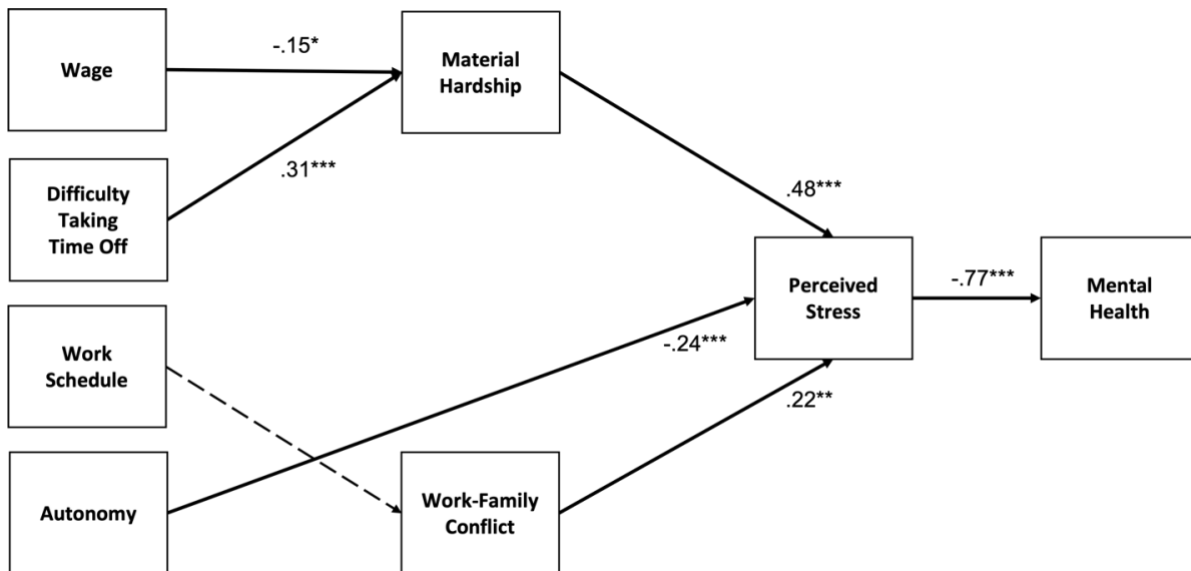 Wage
-.15*
Material
Hardship
Difficulty
Taking
Time Off
.31***
.48***
Perceived
Stress
-.77***
Mental
Health
Work
Schedule
-.24***
.22**
Autonomy
Work-Family
Conflict